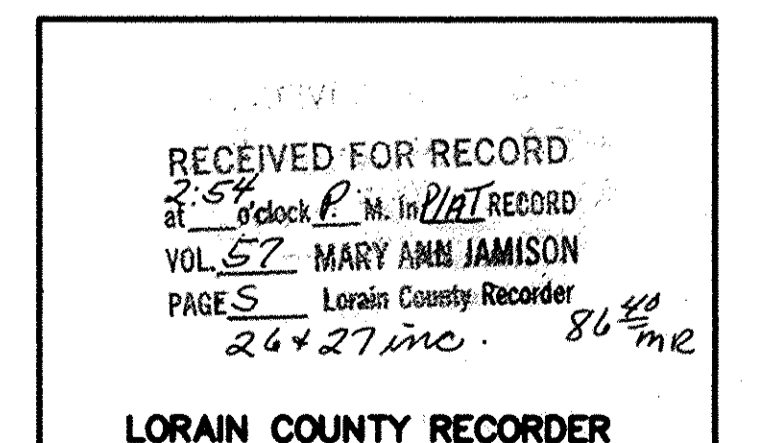 RECEIVED FOR RECORD
2:54
at ___ o'clock P. M. In PLAT RECORD
VOL. 57 MARY ANN JAMISON
PAGE S Lorain County Recorder
26 & 27 inc. 86 40
MR
LORAIN COUNTY RECORDER